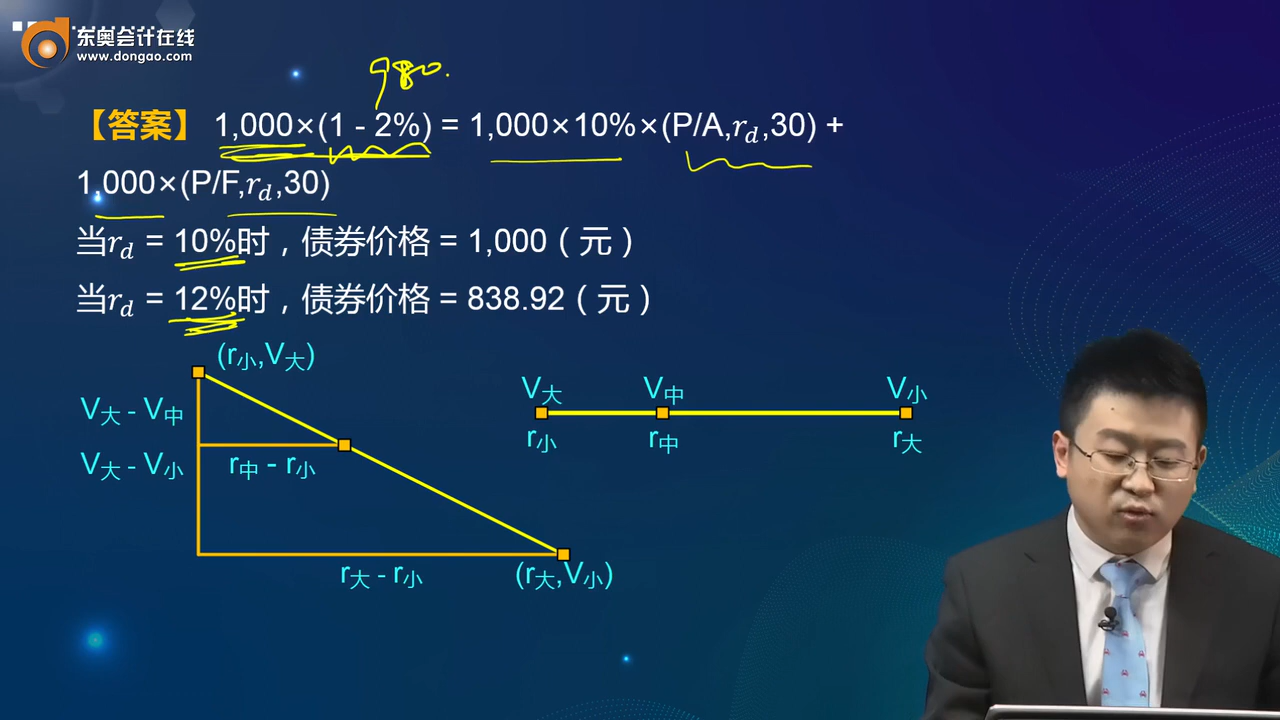 东奥会计在线
www.dongao.com
980.
【答案】 1,000×(1 - 2%) = 1,000×10%×(P/A,rd,30) +
1,000×(P/F,rd,30)
当rd = 10%时，债券价格 = 1,000（元）
当rd = 12%时，债券价格 = 838.92（元）
(r小,V大)
V大 - V中
V大 - V小
r中 - r小
r大 - r小
(r大,V小)
V大 V中 V小
r小 r中 r大